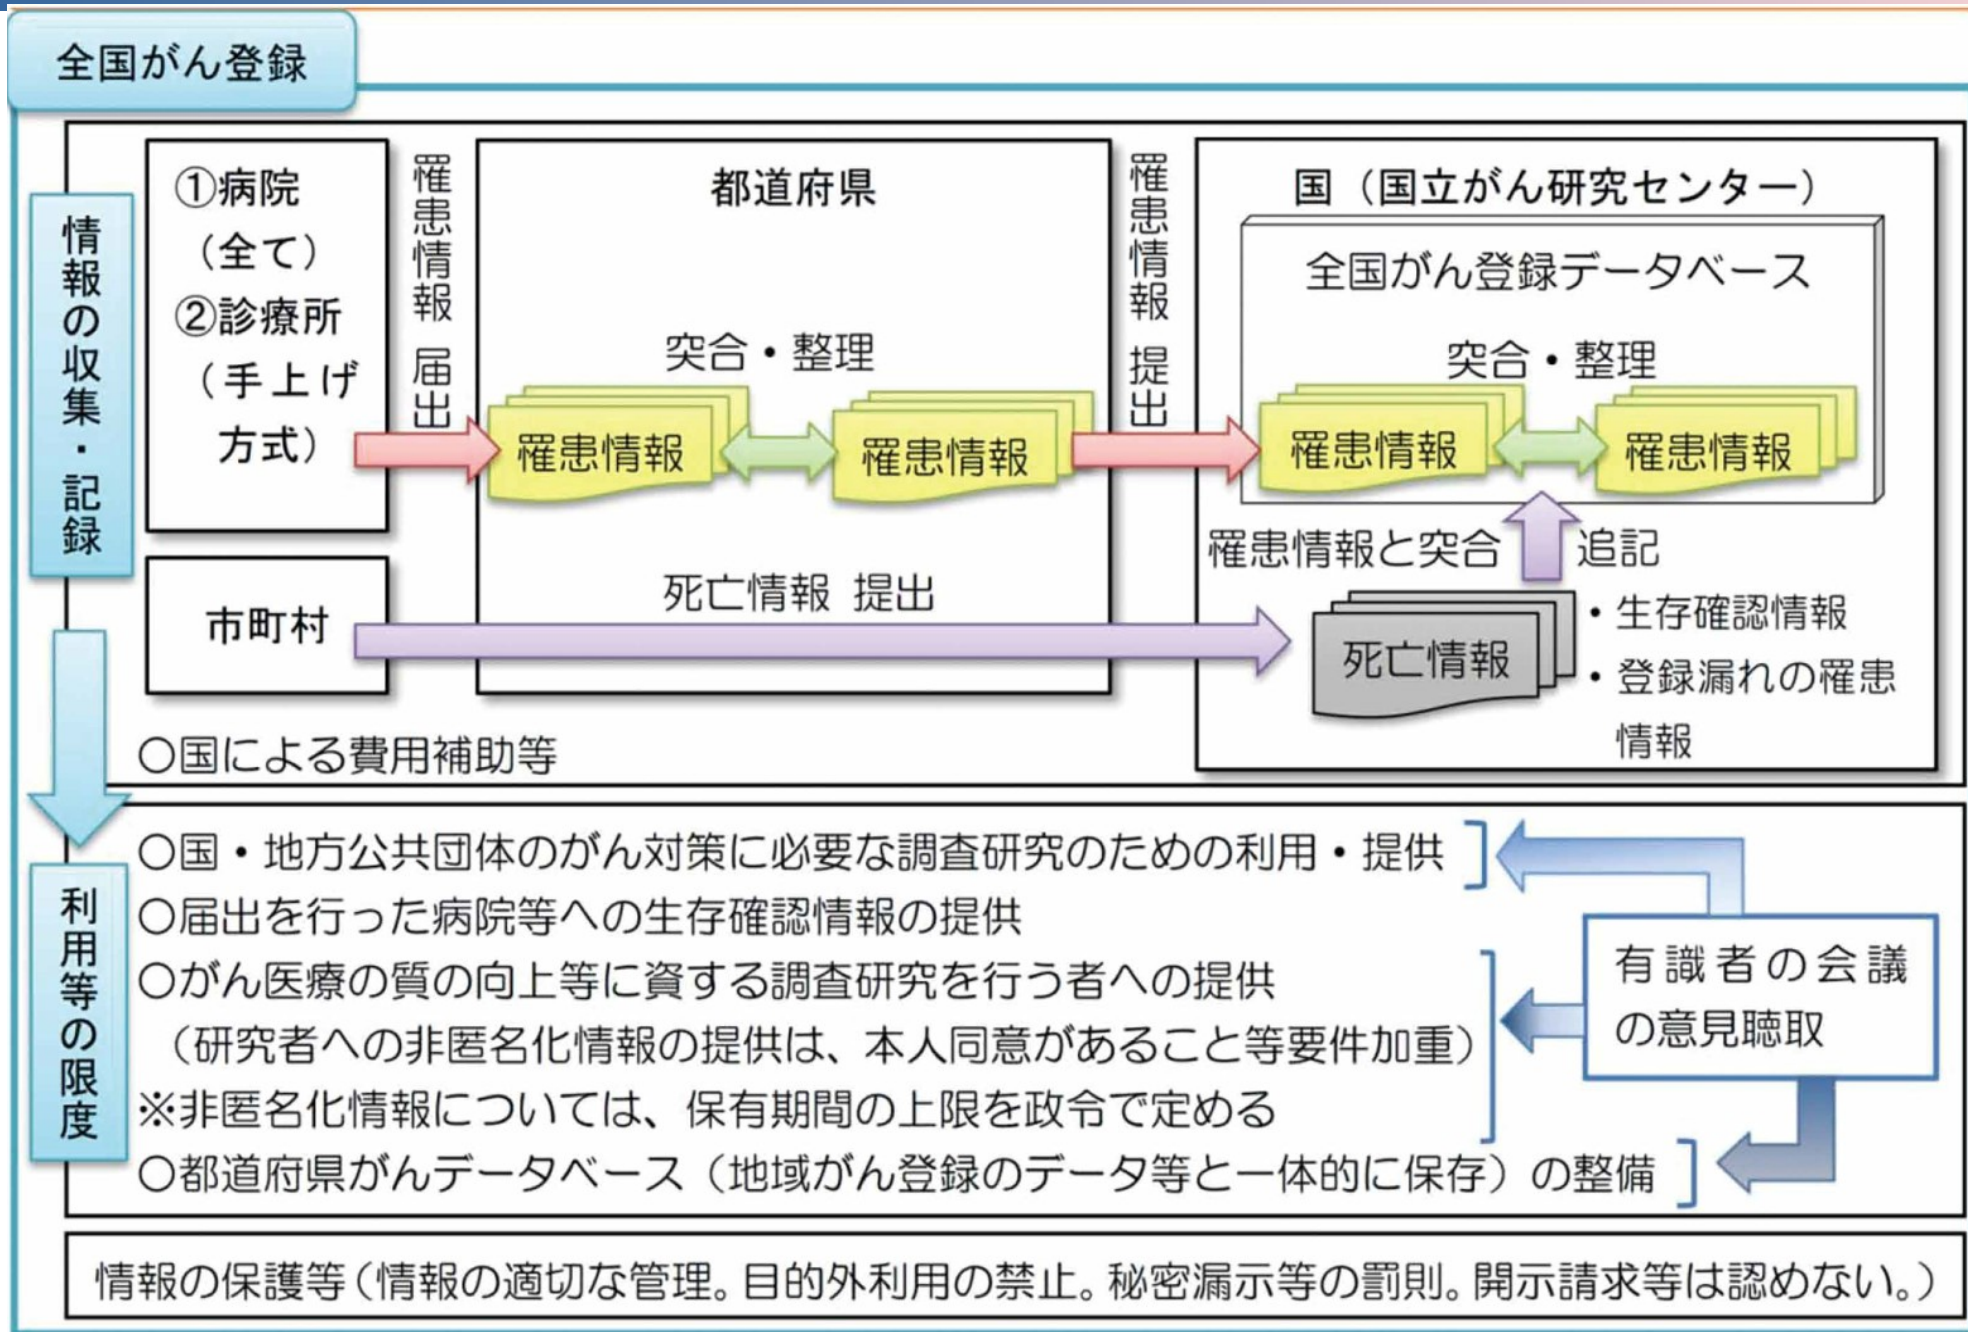 全国がん登録
情報の収集・記録
①病院
（全て）
②診療所
（手上げ
方式）
罹患情報 届出
都道府県
突合・整理
罹患情報
罹患情報
罹患情報 提出
国（国立がん研究センター）
全国がん登録データベース
突合・整理
罹患情報
罹患情報
罹患情報と突合
追記
市町村
死亡情報 提出
死亡情報
・生存確認情報
・登録漏れの罹患
情報
○国による費用補助等
利用等の限度
○国・地方公共団体のがん対策に必要な調査研究のための利用・提供
○届出を行った病院等への生存確認情報の提供
○がん医療の質の向上等に資する調査研究を行う者への提供
（研究者への非匿名化情報の提供は、本人同意があること等要件加重）
※非匿名化情報については、保有期間の上限を政令で定める
○都道府県がんデータベース（地域がん登録のデータ等と一体的に保存）の整備
有識者の会議
の意見聴取
情報の保護等（情報の適切な管理。目的外利用の禁止。秘密漏示等の罰則。開示請求等は認めない。）